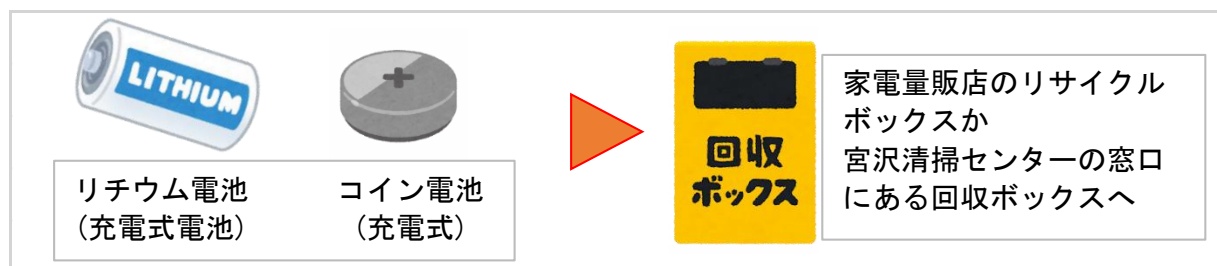 LITHIUM
リチウム電池
(充電式電池)
コイン電池
(充電式)
回収
ボックス
家電量販店のリサイクル
ボックスか
宮沢清掃センターの窓口
にある回収ボックスへ